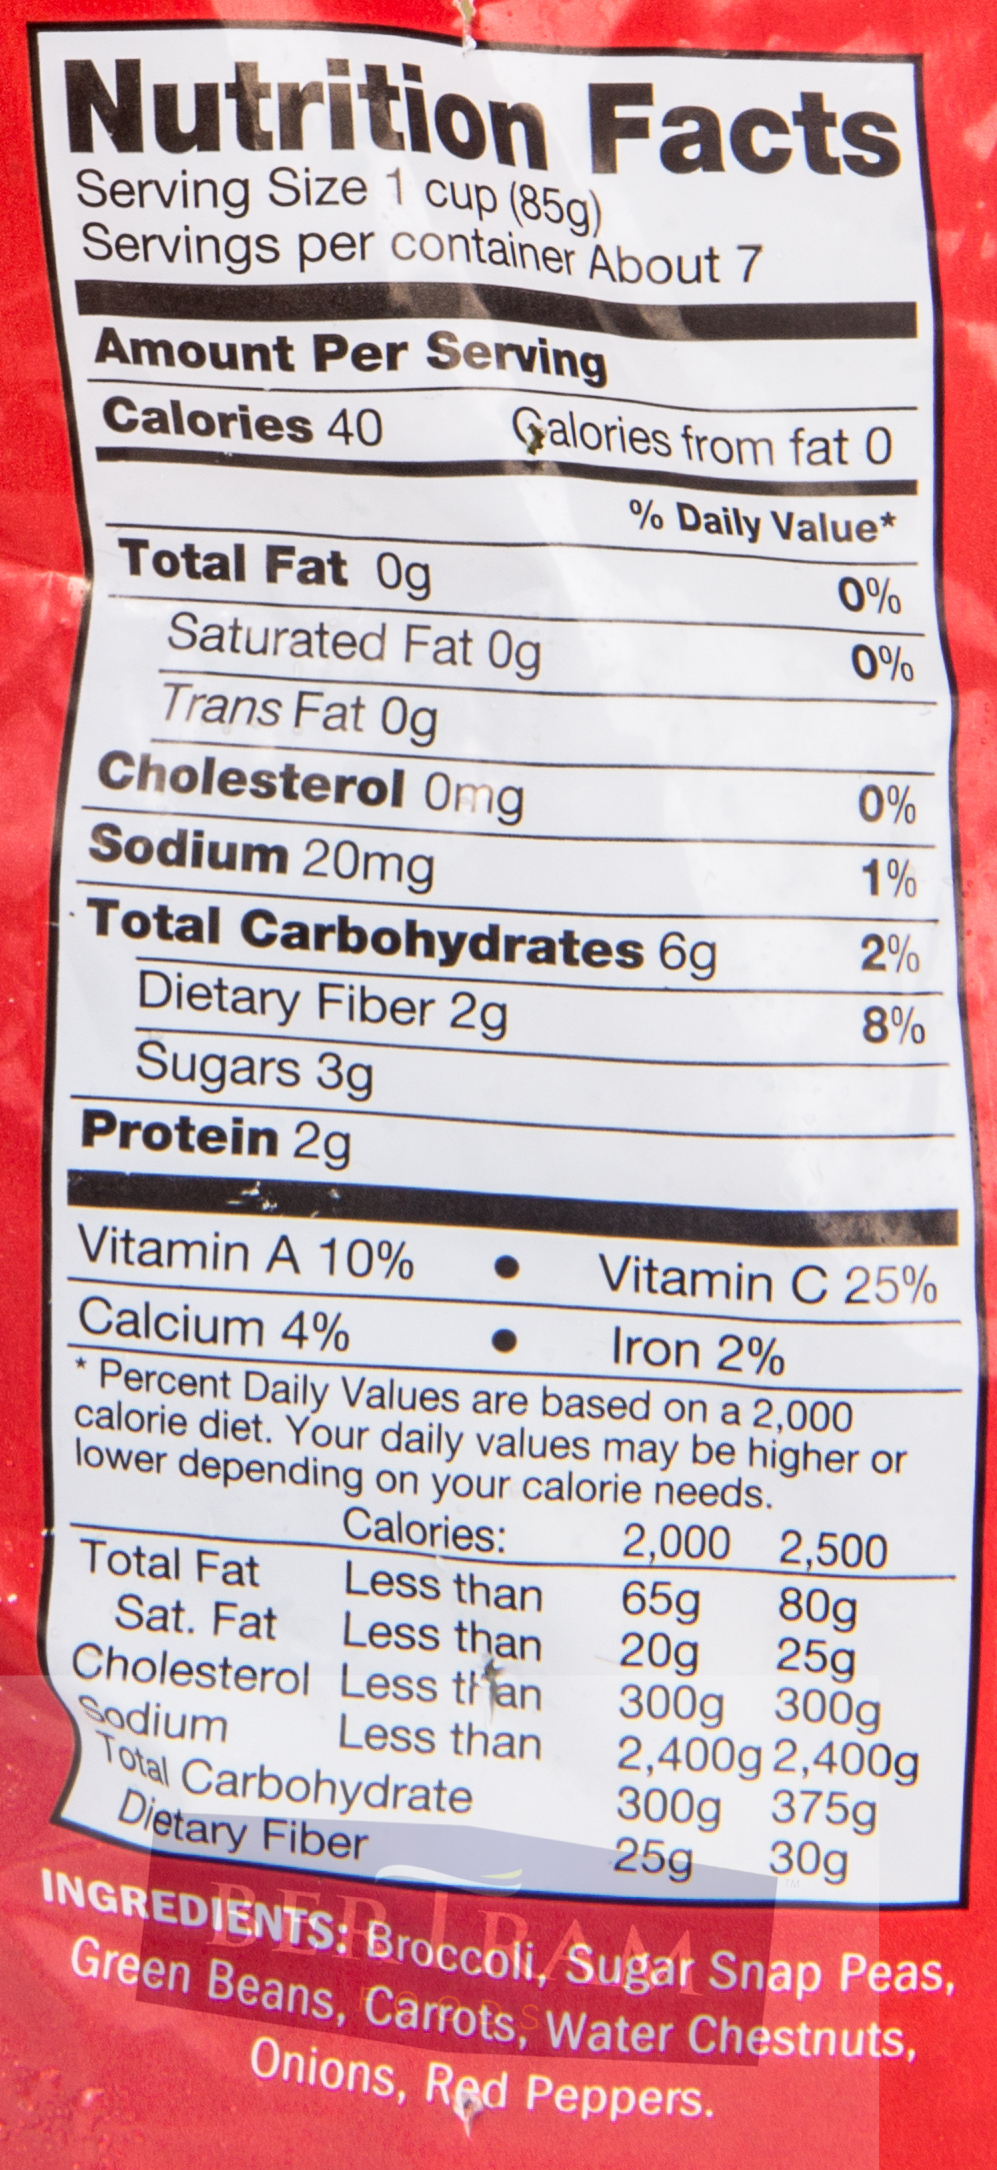 Nutrition Facts
Serving Size 1 cup (85g)
Servings per container About 7
Amount Per Serving
Calories 40 Calories from fat 0
% Daily Value*
Total Fat 0g 0%
Saturated Fat 0g 0%
Trans Fat 0g
Cholesterol 0mg 0%
Sodium 20mg 1%
Total Carbohydrates 6g 2%
Dietary Fiber 2g 8%
Sugars 3g
Protein 2g
Vitamin A 10% • Vitamin C 25%
Calcium 4% • Iron 2%
* Percent Daily Values are based on a 2,000
calorie diet. Your daily values may be higher or
lower depending on your calorie needs.
Calories: 2,000 2,500
Total Fat Less than 65g 80g
Sat. Fat Less than 20g 25g
Cholesterol Less than 300g 300g
Sodium Less than 2,400g 2,400g
Total Carbohydrate 300g 375g
Dietary Fiber 25g 30g
INGREDIENTS: Broccoli, Sugar Snap Peas,
Green Beans, Carrots, Water Chestnuts,
Onions, Red Peppers.
BERTRAM
FOODS
TM